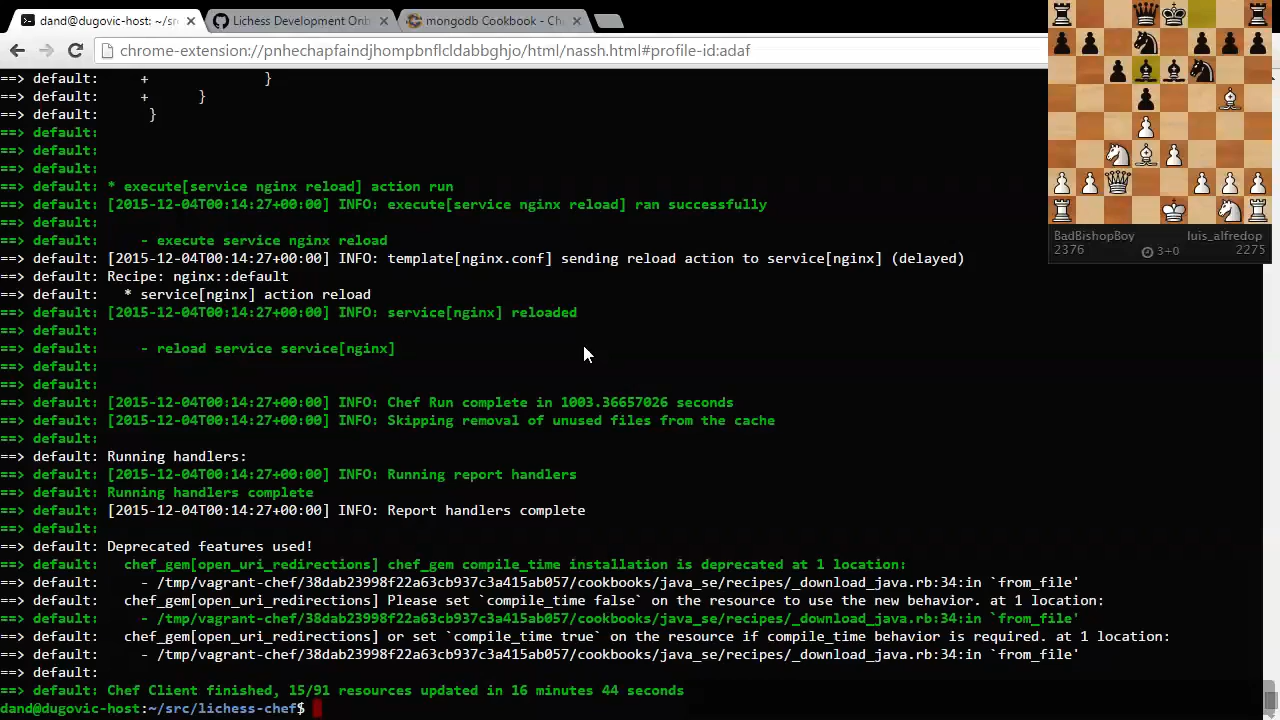 dand@dugovic-host: ~/sr
Lichess Development Onb
mongodb Cookbook - Ch
chrome-extension://pnhechapfaindjhompbnflcldabbghjo/html/nassh.html#profile-id:adaf
==> default:     +              }
==> default:     +      }
==> default:      }
==> default:
==> default:
==> default:
==> default: * execute[service nginx reload] action run
==> default: [2015-12-04T00:14:27+00:00] INFO: execute[service nginx reload] ran successfully
==> default:
==> default:     - execute service nginx reload
==> default: [2015-12-04T00:14:27+00:00] INFO: template[nginx.conf] sending reload action to service[nginx] (delayed)
==> default: Recipe: nginx::default
==> default:   * service[nginx] action reload
==> default: [2015-12-04T00:14:27+00:00] INFO: service[nginx] reloaded
==> default:
==> default:     - reload service service[nginx]
==> default:
==> default:
==> default: [2015-12-04T00:14:27+00:00] INFO: Chef Run complete in 1003.36657026 seconds
==> default: [2015-12-04T00:14:27+00:00] INFO: Skipping removal of unused files from the cache
==> default:
==> default: Running handlers:
==> default: [2015-12-04T00:14:27+00:00] INFO: Running report handlers
==> default: Running handlers complete
==> default: [2015-12-04T00:14:27+00:00] INFO: Report handlers complete
==> default:
==> default: Deprecated features used!
==> default:   chef_gem[open_uri_redirections] chef_gem compile_time installation is deprecated at 1 location:
==> default:     - /tmp/vagrant-chef/38dab23998f22a63cb937c3a415ab057/cookbooks/java_se/recipes/_download_java.rb:34:in `from_file'
==> default:   chef_gem[open_uri_redirections] Please set `compile_time false` on the resource to use the new behavior. at 1 location:
==> default:     - /tmp/vagrant-chef/38dab23998f22a63cb937c3a415ab057/cookbooks/java_se/recipes/_download_java.rb:34:in `from_file'
==> default:   chef_gem[open_uri_redirections] or set `compile_time true` on the resource if compile_time behavior is required. at 1 location:
==> default:     - /tmp/vagrant-chef/38dab23998f22a63cb937c3a415ab057/cookbooks/java_se/recipes/_download_java.rb:34:in `from_file'
==> default:
==> default: Chef Client finished, 15/91 resources updated in 16 minutes 44 seconds
dand@dugovic-host:~/src/lichess-chef$
BadBishopBoy luis_alfredop
2376 3+0 2275